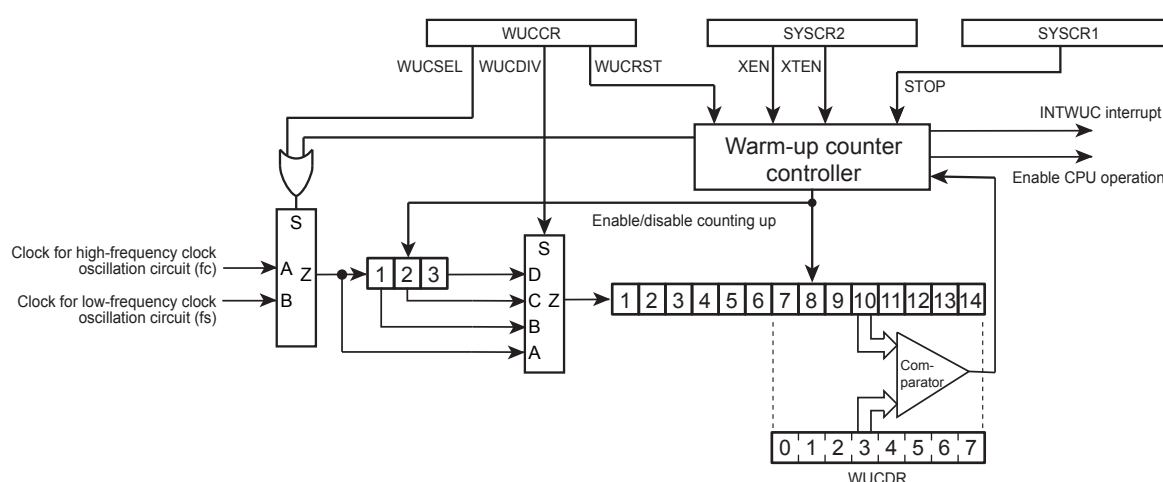 WUCCR
SYSCR2
SYSCR1
WUCSEL
WUCDIV
WUCRST
XEN
XTEN
STOP
INTWUC interrupt
Warm-up counter
controller
Enable CPU operation
S
Enable/disable counting up
S
Clock for high-frequency clock
oscillation circuit (fc)
A
Z
B
Clock for low-frequency clock
oscillation circuit (fs)
1 2 3
D
C
Z
B
A
1 2 3 4 5 6 7 8 9 10 11 12 13 14
Com-
parator
0 1 2 3 4 5 6 7
WUCDR